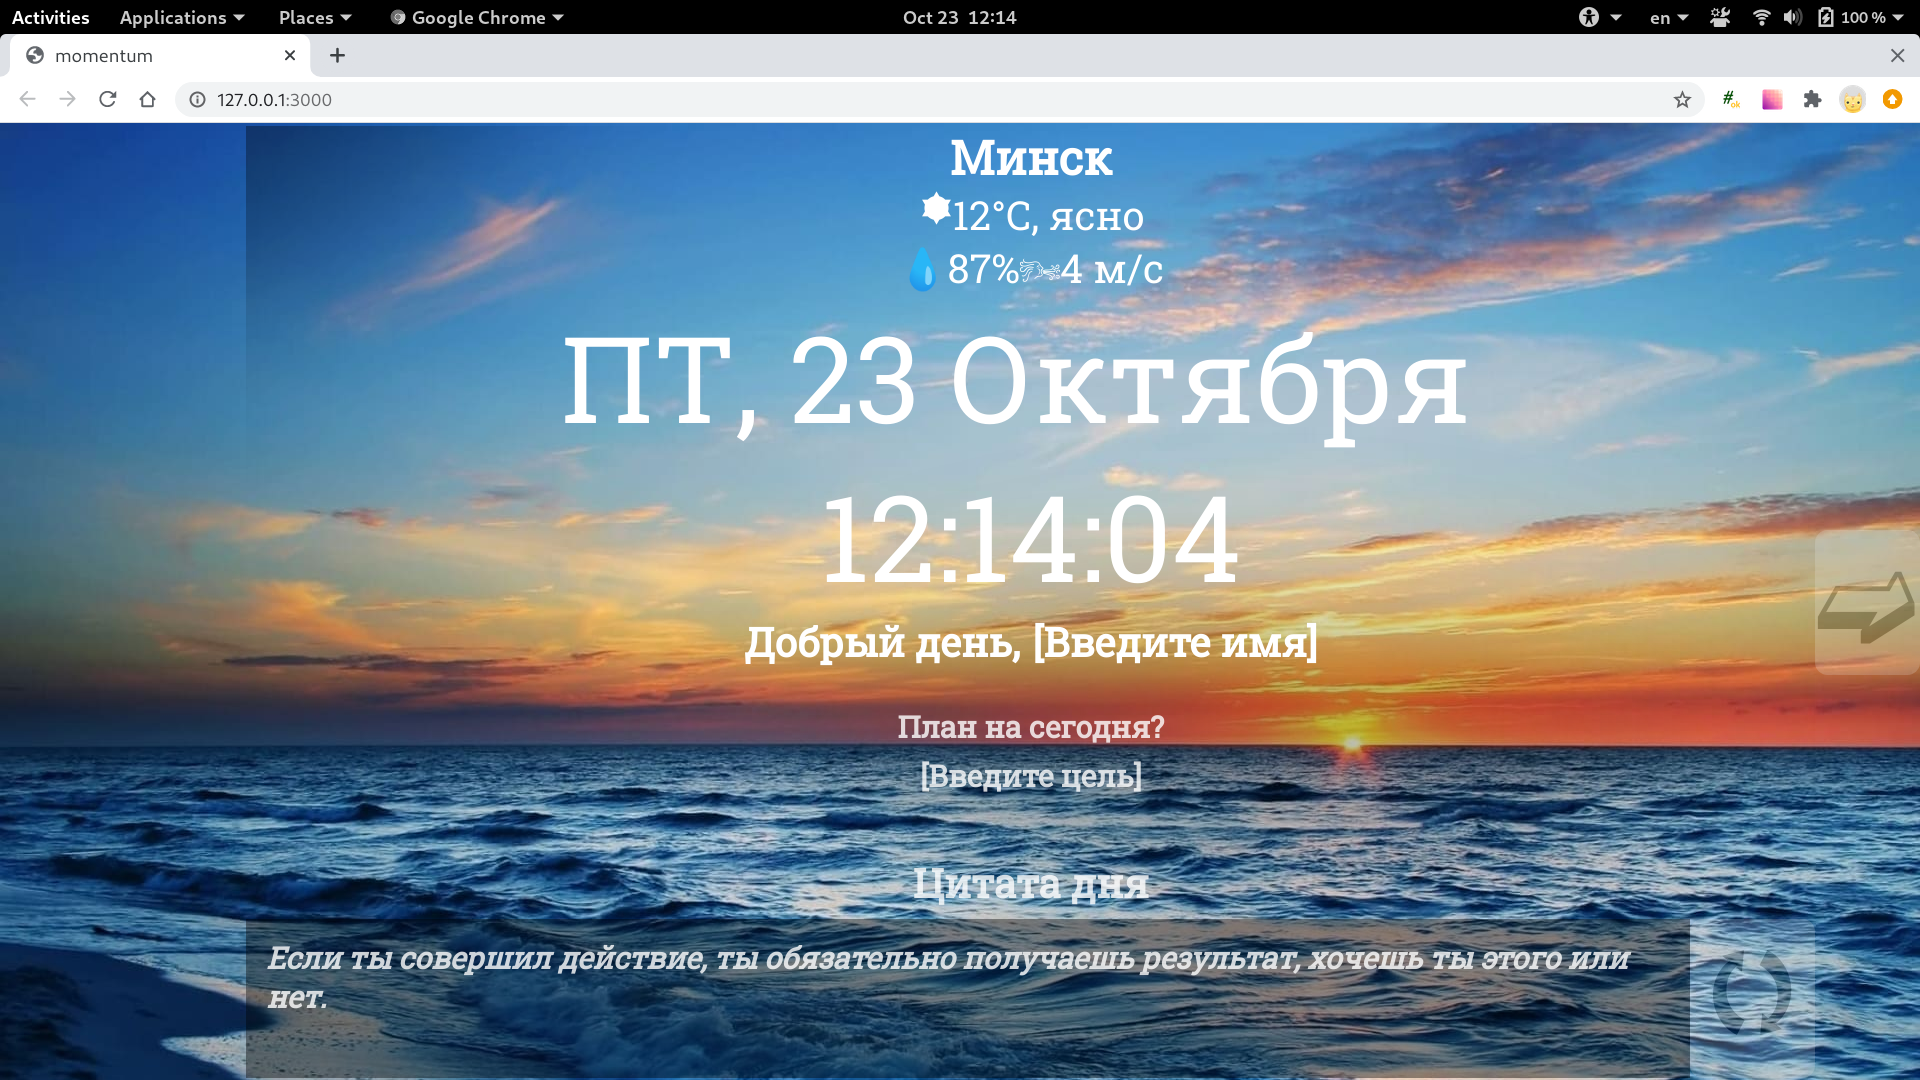 Activities Applications Places Google Chrome Oct 23 12:14 en 100 %
momentum
127.0.0.1:3000
#ok
Минск
12°C, ясно
87% 4 м/с
ПТ, 23 Октября
12:14:04
Добрый день, [Введите имя]
План на сегодня?
[Введите цель]
Цитата дня
Если ты совершил действие, ты обязательно получаешь результат, хочешь ты этого или
нет.